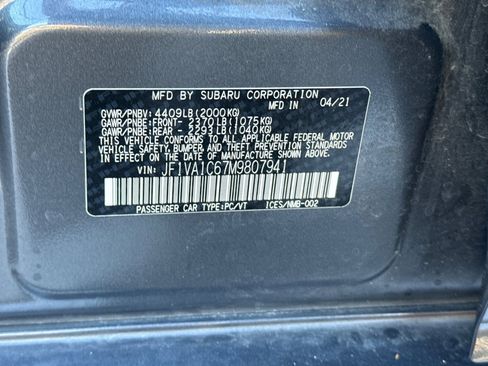 MFD BY SUBARU CORPORATION
MFD IN 04/21
GVWR/PNBV: 4409LB(2000KG)
GAWR/PNBE:FRONT- 2370LB(1075KG)
GAWR/PNBE:REAR - 2293LB(1040KG)
THIS VEHICLE CONFORMS TO ALL APPLICABLE FEDERAL MOTOR
VEHICLE SAFETY, BUMPER, AND THEFT PREVENTION STANDARDS
IN EFFECT ON THE DATE OF MANUFACTURE SHOWN ABOVE.
VIN: JF1VA1C67M9807941
PASSENGER CAR TYPE:PC/VT ICES/NMB-002